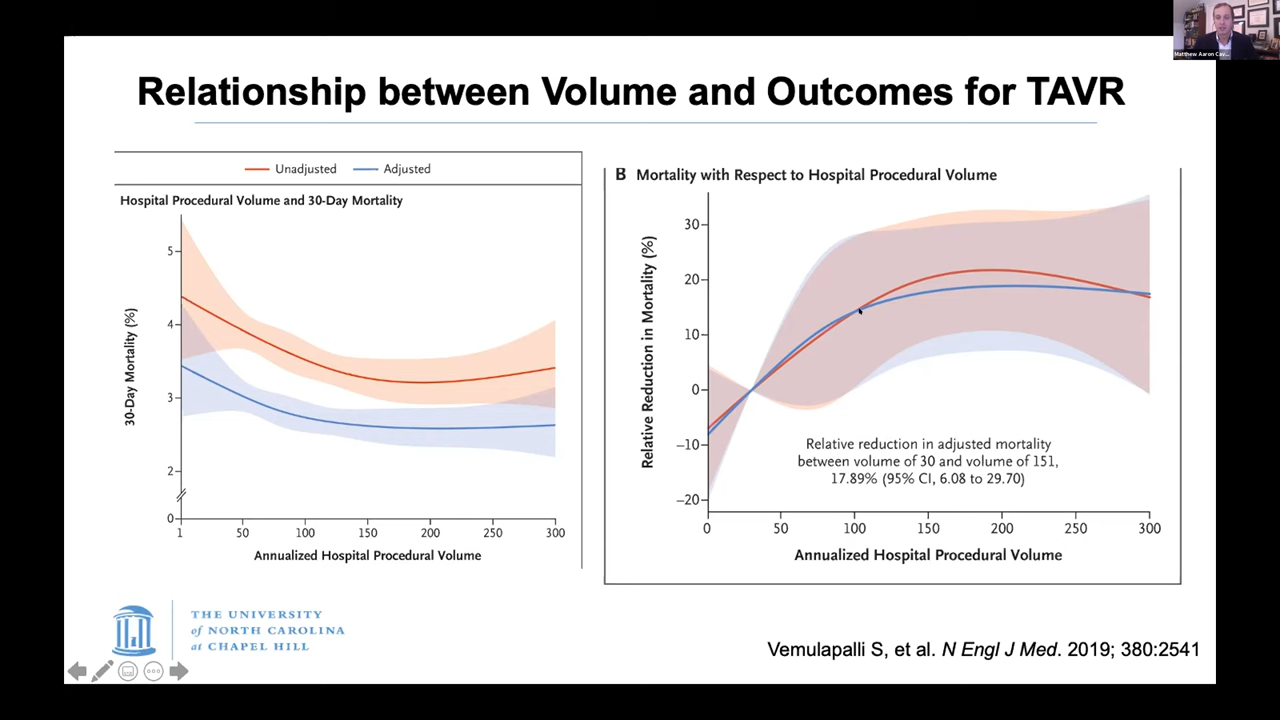 Matthew Aaron Cav...
Relationship between Volume and Outcomes for TAVR
Unadjusted Adjusted
Hospital Procedural Volume and 30-Day Mortality
5
4
3
2
0
30-Day Mortality (%)
1 50 100 150 200 250 300
Annualized Hospital Procedural Volume
B Mortality with Respect to Hospital Procedural Volume
30
20
10
0
−10
−20
Relative Reduction in Mortality (%)
Relative reduction in adjusted mortality
between volume of 30 and volume of 151,
17.89% (95% CI, 6.08 to 29.70)
0 50 100 150 200 250 300
Annualized Hospital Procedural Volume
THE UNIVERSITY
of NORTH CAROLINA
at CHAPEL HILL
Vemulapalli S, et al. N Engl J Med. 2019; 380:2541